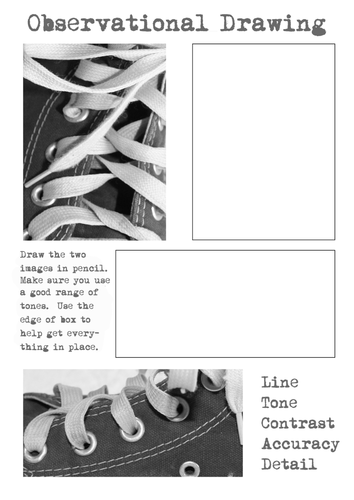 Observational Drawing
Draw the two
images in pencil.
Make sure you use
a good range of
tones.  Use the
edge of box to
help get every-
thing in place.
Line
Tone
Contrast
Accuracy
Detail